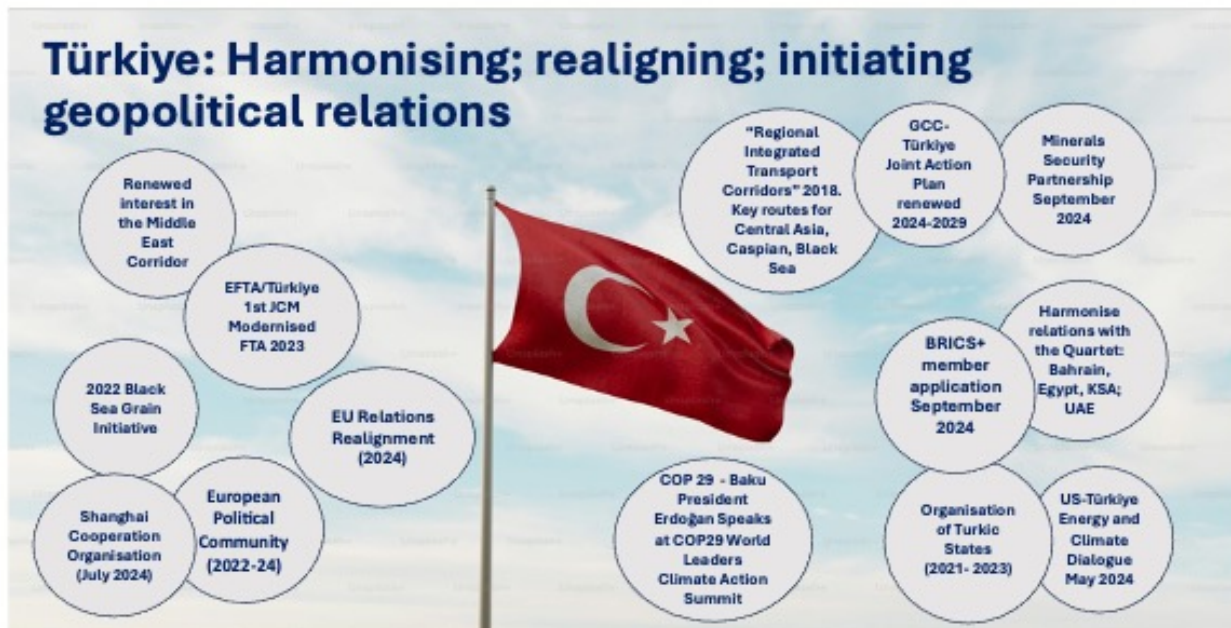 Türkiye: Harmonising; realigning; initiating
geopolitical relations
Renewed
interest in
the Middle
East
Corridor
EFTA/Türkiye
1st JCM
Modernised
FTA 2023
2022 Black
Sea Grain
Initiative
EU Relations
Realignment
(2024)
Shanghai
Cooperation
Organisation
(July 2024)
European
Political
Community
(2022-24)
"Regional
Integrated
Transport
Corridors" 2018.
Key routes for
Central Asia,
Caspian, Black
Sea
GCC-
Türkiye
Joint Action
Plan
renewed
2024-2029
Minerals
Security
Partnership
September
2024
BRICS+
member
application
September
2024
Harmonise
relations with
the Quartet:
Bahrain,
Egypt, KSA;
UAE
COP 29 - Baku
President
Erdoğan Speaks
at COP29 World
Leaders
Climate Action
Summit
Organisation
of Turkic
States
(2021- 2023)
US-Türkiye
Energy and
Climate
Dialogue
May 2024